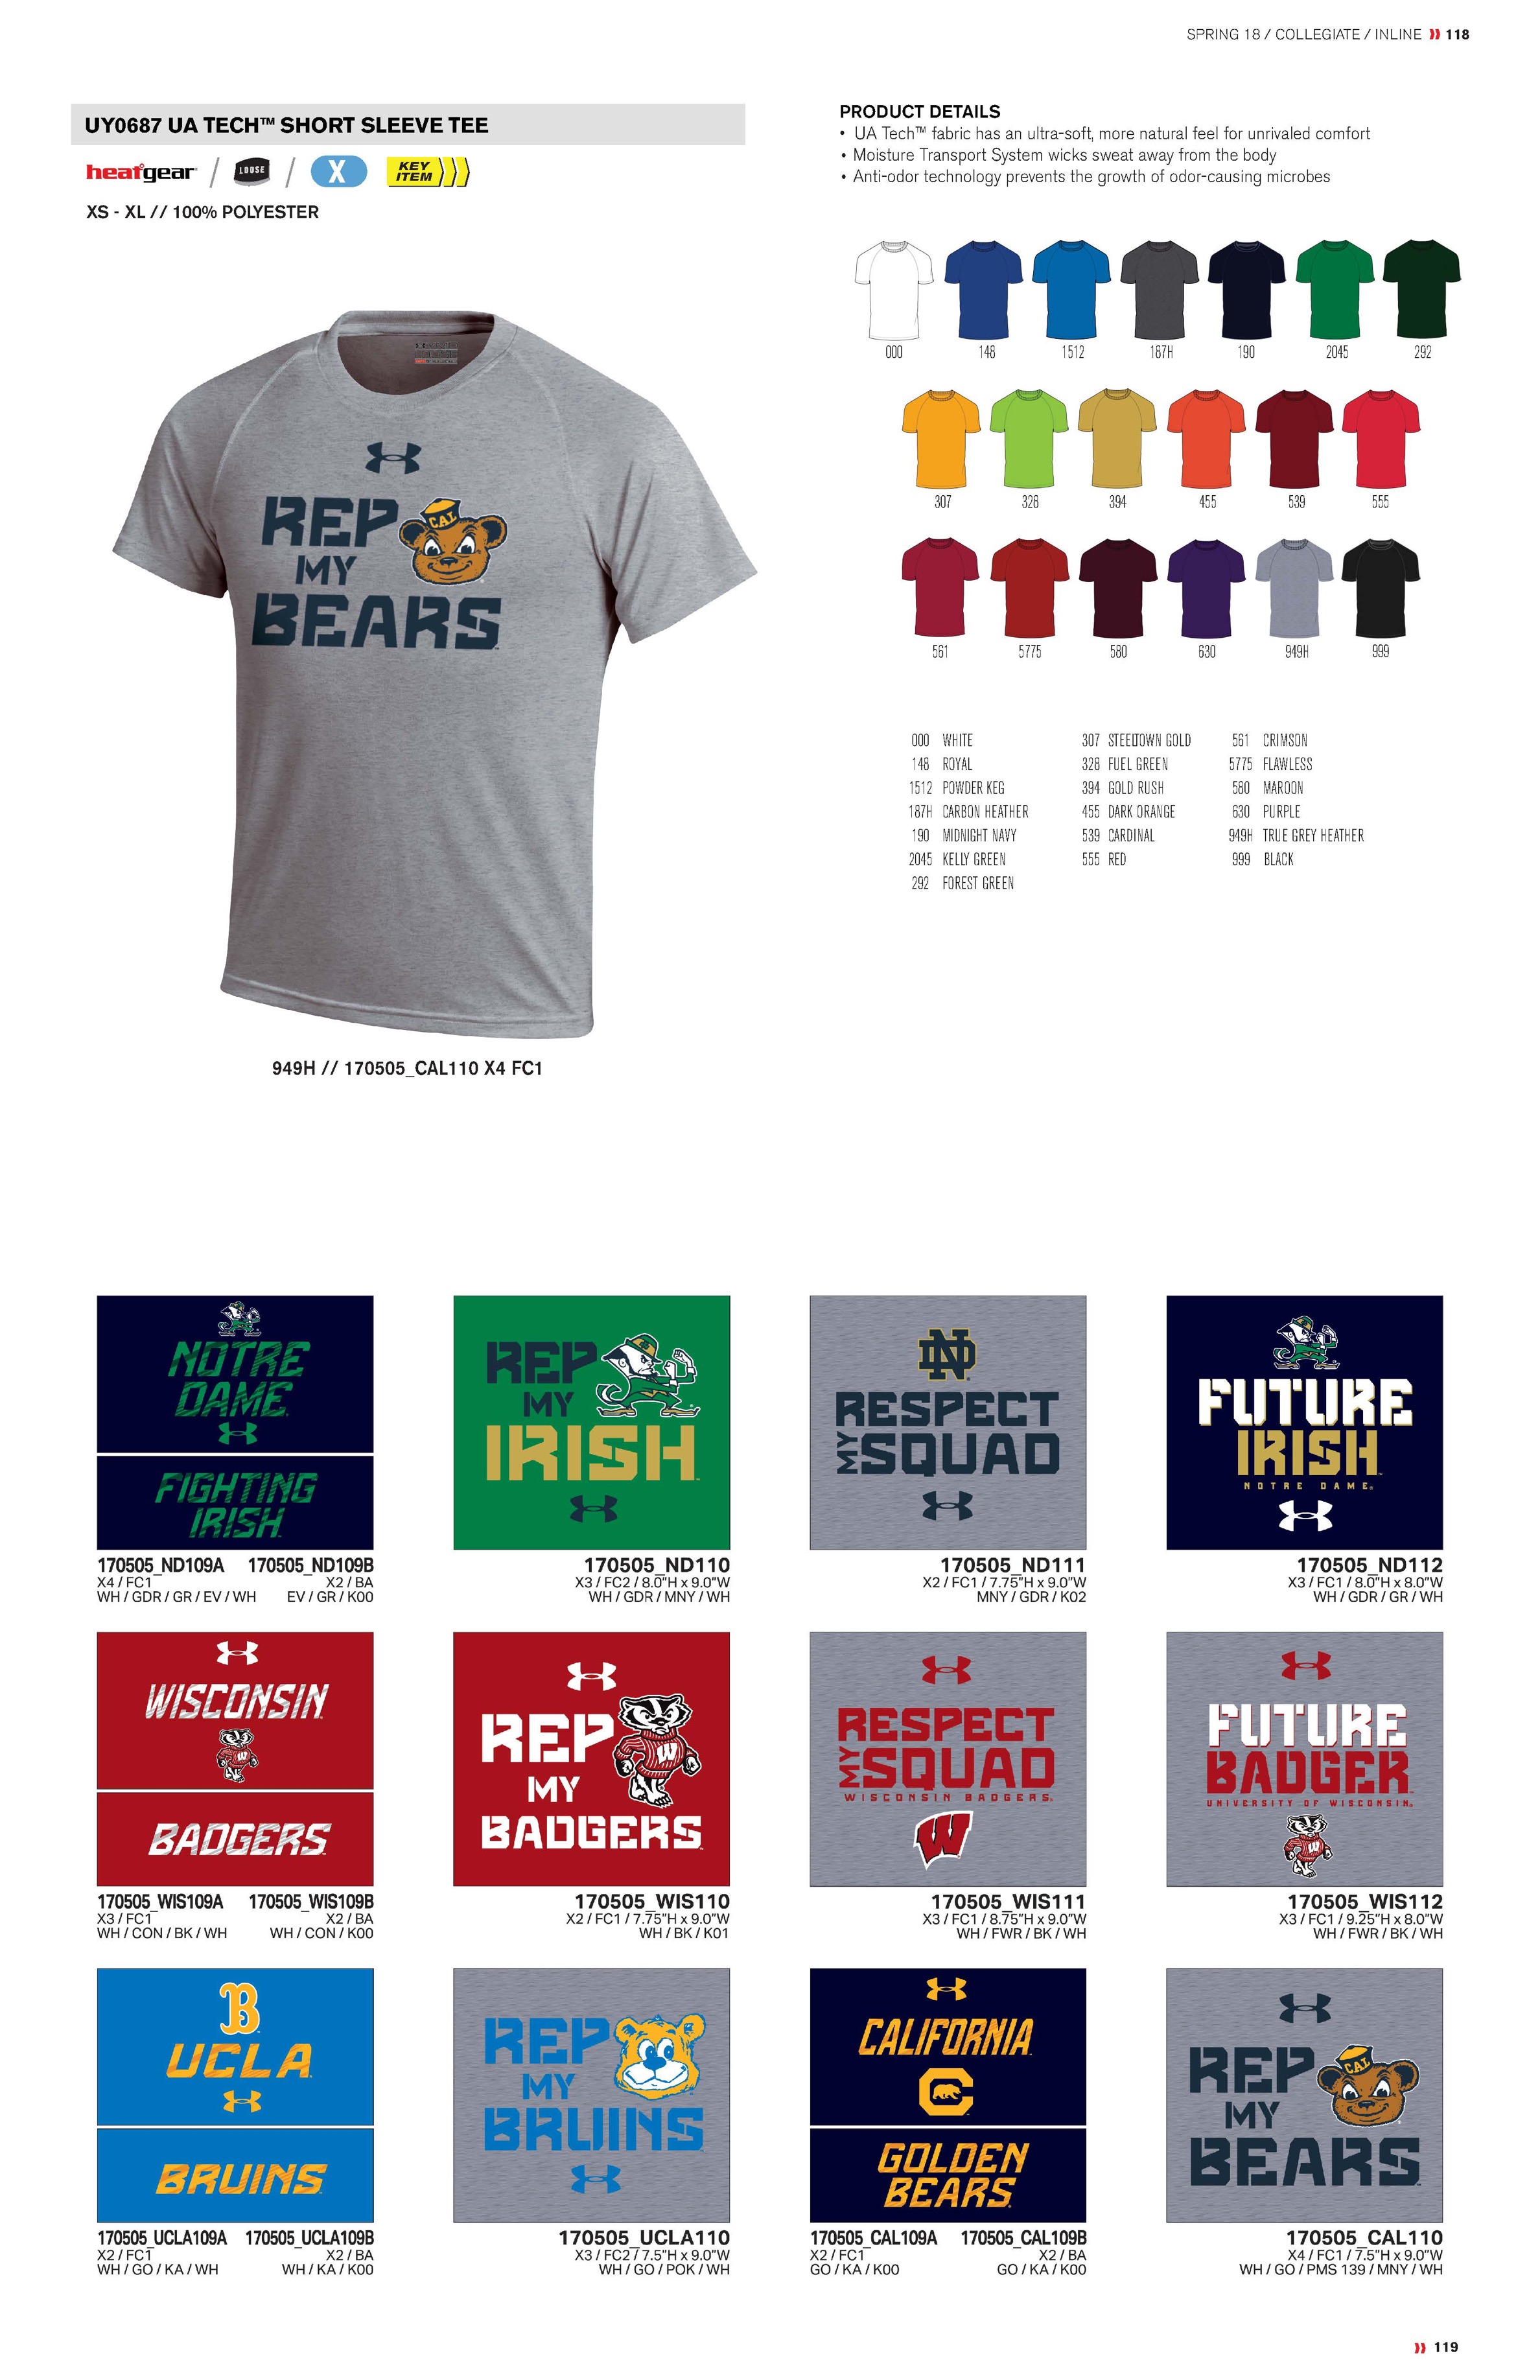 SPRING 18 / COLLEGIATE / INLINE 118
UY0687 UA TECH™ SHORT SLEEVE TEE
heatgear / LOOSE / X KEY ITEM
XS - XL // 100% POLYESTER
PRODUCT DETAILS
• UA Tech™ fabric has an ultra-soft, more natural feel for unrivaled comfort
• Moisture Transport System wicks sweat away from the body
• Anti-odor technology prevents the growth of odor-causing microbes
000 148 1512 187H 190 2045 292
307 328 394 455 539 555
561 5775 580 630 949H 999
000 WHITE
148 ROYAL
1512 POWDER KEG
187H CARBON HEATHER
190 MIDNIGHT NAVY
2045 KELLY GREEN
292 FOREST GREEN
307 STEELTOWN GOLD
328 FUEL GREEN
394 GOLD RUSH
455 DARK ORANGE
539 CARDINAL
555 RED
561 CRIMSON
5775 FLAWLESS
580 MAROON
630 PURPLE
949H TRUE GREY HEATHER
999 BLACK
REP
CAL
MY
BEARS
949H // 170505_CAL110 X4 FC1
NOTRE
DAME
FIGHTING
IRISH
170505_ND109A 170505_ND109B
X4 / FC1 X2 / BA
WH / GDR / GR / EV / WH EV / GR / K00
REP
MY
IRISH
170505_ND110
X3 / FC2 / 8.0"H x 9.0"W
WH / GDR / MNY / WH
ND
RESPECT
MY SQUAD
170505_ND111
X2 / FC1 / 7.75"H x 9.0"W
MNY / GDR / K02
FUTURE
IRISH
NOTRE DAME
170505_ND112
X3 / FC1 / 8.0"H x 8.0"W
WH / GDR / GR / WH
WISCONSIN
W
BADGERS
170505_WIS109A 170505_WIS109B
X3 / FC1 X2 / BA
WH / CON / BK / WH WH / CON / K00
REP
W
MY
BADGERS
170505_WIS110
X2 / FC1 / 7.75"H x 9.0"W
WH / BK / K01
RESPECT
MY SQUAD
WISCONSIN BADGERS
W
170505_WIS111
X3 / FC1 / 8.75"H x 9.0"W
WH / FWR / BK / WH
FUTURE
BADGER
UNIVERSITY OF WISCONSIN
W
170505_WIS112
X3 / FC1 / 9.25"H x 8.0"W
WH / FWR / BK / WH
B
UCLA
BRUINS
170505_UCLA109A 170505_UCLA109B
X2 / FC1 X2 / BA
WH / GO / KA / WH WH / KA / K00
REP
MY
BRUINS
170505_UCLA110
X3 / FC2 / 7.5"H x 9.0"W
WH / GO / POK / WH
CALIFORNIA
C
GOLDEN
BEARS
170505_CAL109A 170505_CAL109B
X2 / FC1 X2 / BA
GO / KA / K00 GO / KA / K00
REP
CAL
MY
BEARS
170505_CAL110
X4 / FC1 / 7.5"H x 9.0"W
WH / GO / PMS 139 / MNY / WH
119